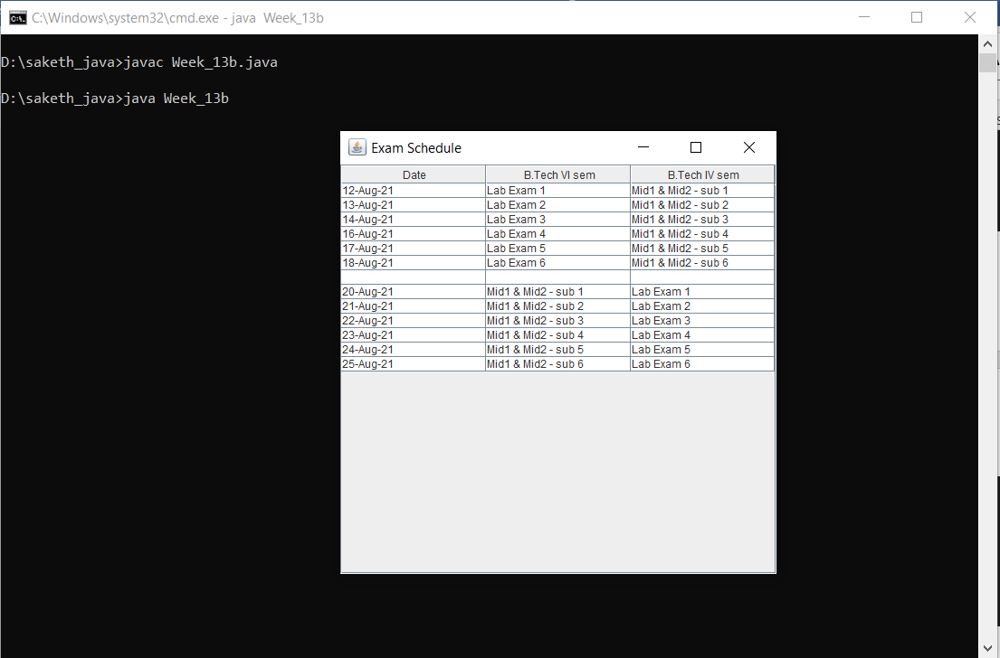 C:\Windows\system32\cmd.exe - java  Week_13b
D:\saketh_java>javac Week_13b.java
D:\saketh_java>java Week_13b
Exam Schedule
Date B.Tech VI sem B.Tech IV sem
12-Aug-21 Lab Exam 1 Mid1 & Mid2 - sub 1
13-Aug-21 Lab Exam 2 Mid1 & Mid2 - sub 2
14-Aug-21 Lab Exam 3 Mid1 & Mid2 - sub 3
16-Aug-21 Lab Exam 4 Mid1 & Mid2 - sub 4
17-Aug-21 Lab Exam 5 Mid1 & Mid2 - sub 5
18-Aug-21 Lab Exam 6 Mid1 & Mid2 - sub 6
20-Aug-21 Mid1 & Mid2 - sub 1 Lab Exam 1
21-Aug-21 Mid1 & Mid2 - sub 2 Lab Exam 2
22-Aug-21 Mid1 & Mid2 - sub 3 Lab Exam 3
23-Aug-21 Mid1 & Mid2 - sub 4 Lab Exam 4
24-Aug-21 Mid1 & Mid2 - sub 5 Lab Exam 5
25-Aug-21 Mid1 & Mid2 - sub 6 Lab Exam 6